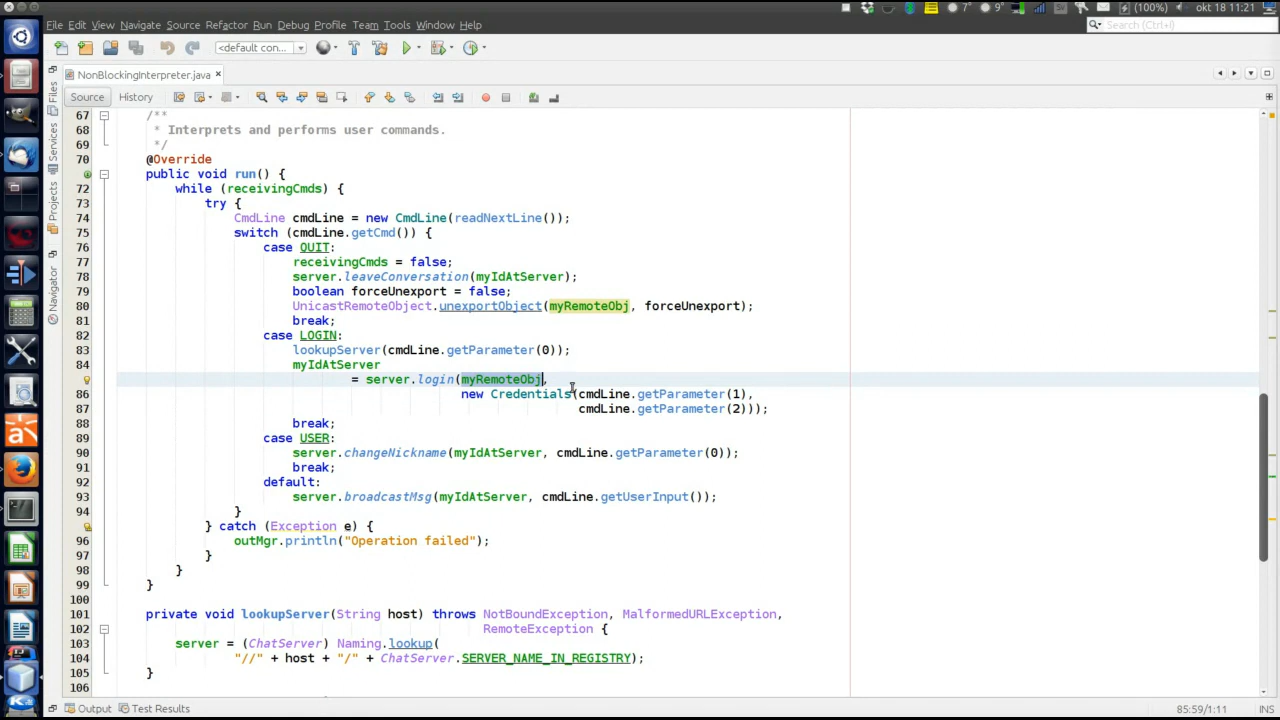 (100%) okt 18 11:21
File Edit View Navigate Source Refactor Run Debug Profile Team Tools Window Help
Search (Ctrl+I)
<default con...
NonBlockingInterpreter.java
Source History
Files
Services
Projects
Navigator
67 /**
68 * Interprets and performs user commands.
69 */
70 @Override
public void run() {
72 while (receivingCmds) {
73 try {
74 CmdLine cmdLine = new CmdLine(readNextLine());
75 switch (cmdLine.getCmd()) {
76 case QUIT:
77 receivingCmds = false;
78 server.leaveConversation(myIdAtServer);
79 boolean forceUnexport = false;
80 UnicastRemoteObject.unexportObject(myRemoteObj, forceUnexport);
81 break;
82 case LOGIN:
83 lookupServer(cmdLine.getParameter(0));
84 myIdAtServer
= server.login(myRemoteObj,
86 new Credentials(cmdLine.getParameter(1),
87 cmdLine.getParameter(2)));
88 break;
89 case USER:
90 server.changeNickname(myIdAtServer, cmdLine.getParameter(0));
91 break;
92 default:
93 server.broadcastMsg(myIdAtServer, cmdLine.getUserInput());
94 }
} catch (Exception e) {
96 outMgr.println("Operation failed");
97 }
98 }
99 }
100
101 private void lookupServer(String host) throws NotBoundException, MalformedURLException,
102 RemoteException {
103 server = (ChatServer) Naming.lookup(
104 "//" + host + "/" + ChatServer.SERVER_NAME_IN_REGISTRY);
105 }
106
Output Test Results
85:59/1:11 INS